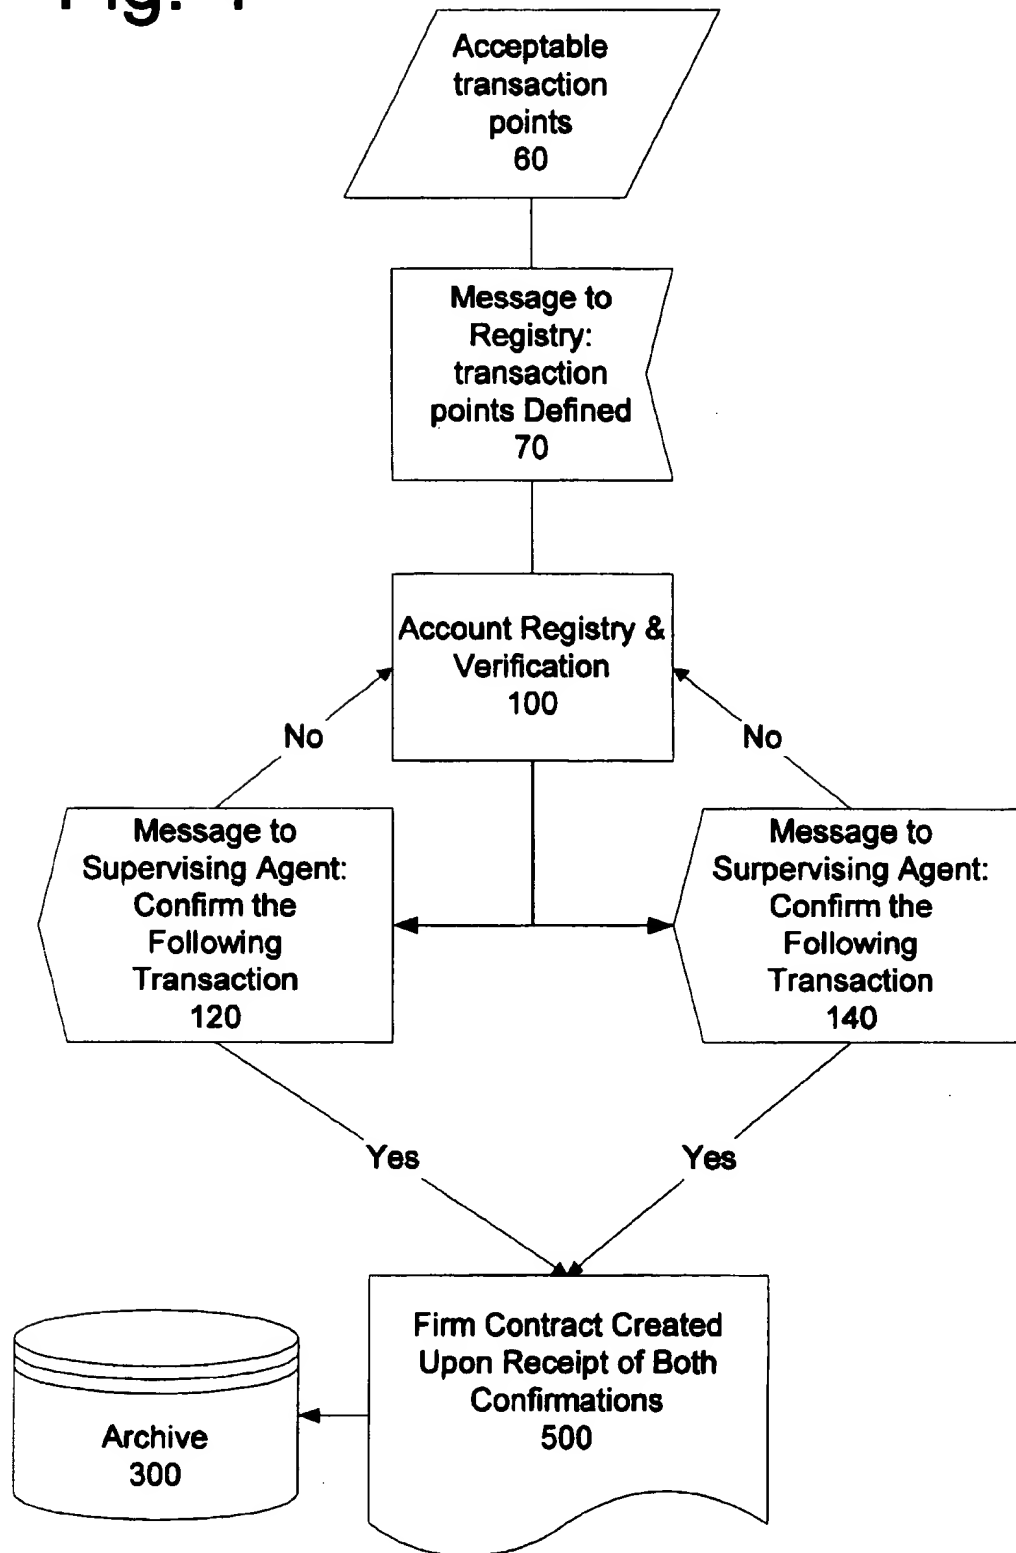 Acceptable
transaction
points
60
Message to
Registry:
transaction
points Defined
70
Account Registry &
Verification
100
No
No
Message to
Supervising Agent:
Confirm the
Following
Transaction
120
Message to
Surpervising Agent:
Confirm the
Following
Transaction
140
Yes
Yes
Firm Contract Created
Upon Receipt of Both
Confirmations
500
Archive
300